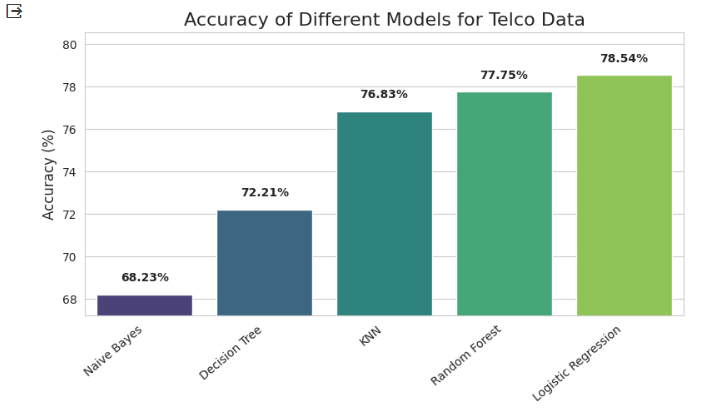 Accuracy of Different Models for Telco Data
Accuracy (%)
80
78
76
74
72
70
68
68.23%
72.21%
76.83%
77.75%
78.54%
Naive Bayes
Decision Tree
KNN
Random Forest
Logistic Regression